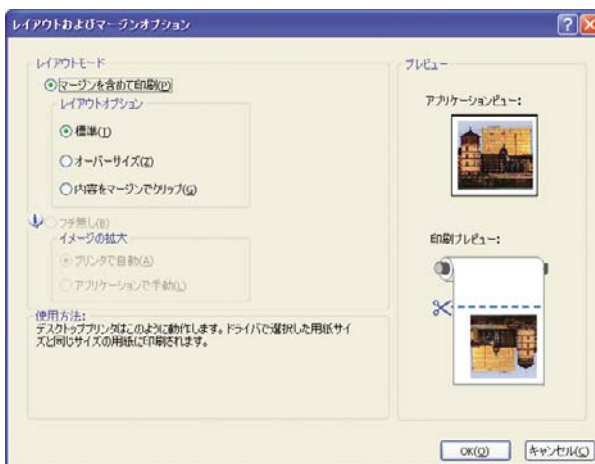 レイアウトおよびマージンオプション
レイアウトモード
マージンを含めて印刷(P)
レイアウトオプション
標準(I)
オーバーサイズ(Z)
内容をマージンでクリップ(G)
フチ無し(B)
イメージの拡大
プリンタで自動(A)
アプリケーションで手動(L)
使用方法:
デスクトッププリンタはこのように動作します。ドライバで選択した用紙サイ
ズと同じサイズの用紙に印刷されます。
プレビュー
アプリケーションビュー:
印刷プレビュー:
OK(O)
キャンセル(C)